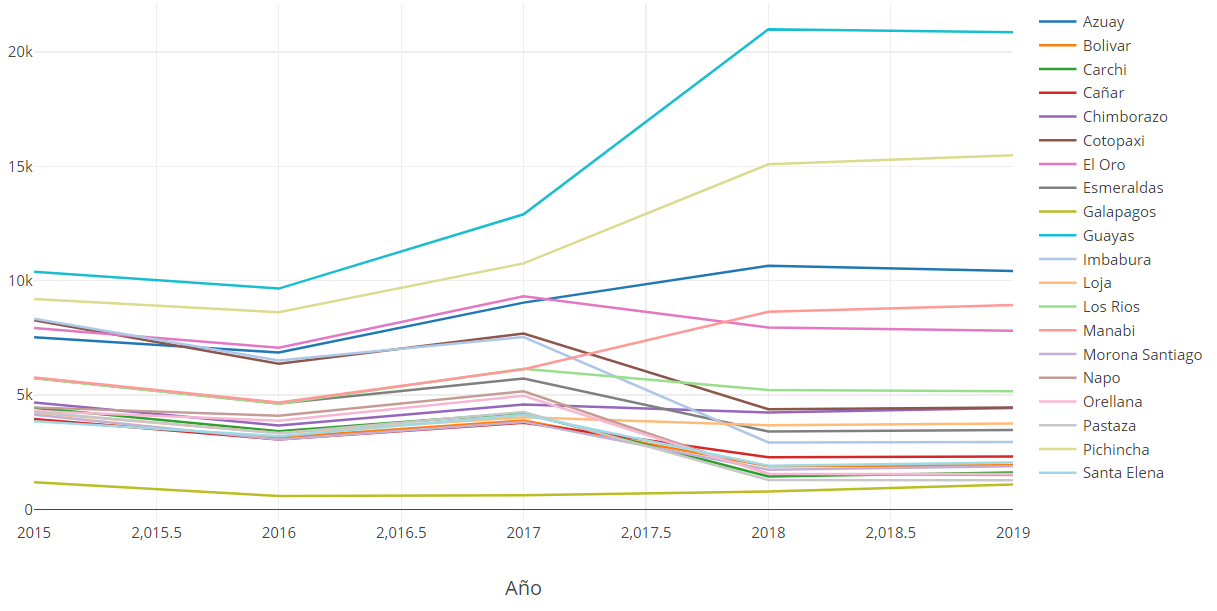 20k
15k
10k
5k
0
2015 2,015.5 2016 2,016.5 2017 2,017.5 2018 2,018.5 2019
Año
Azuay
Bolivar
Carchi
Cañar
Chimborazo
Cotopaxi
El Oro
Esmeraldas
Galapagos
Guayas
Imbabura
Loja
Los Rios
Manabi
Morona Santiago
Napo
Orellana
Pastaza
Pichincha
Santa Elena